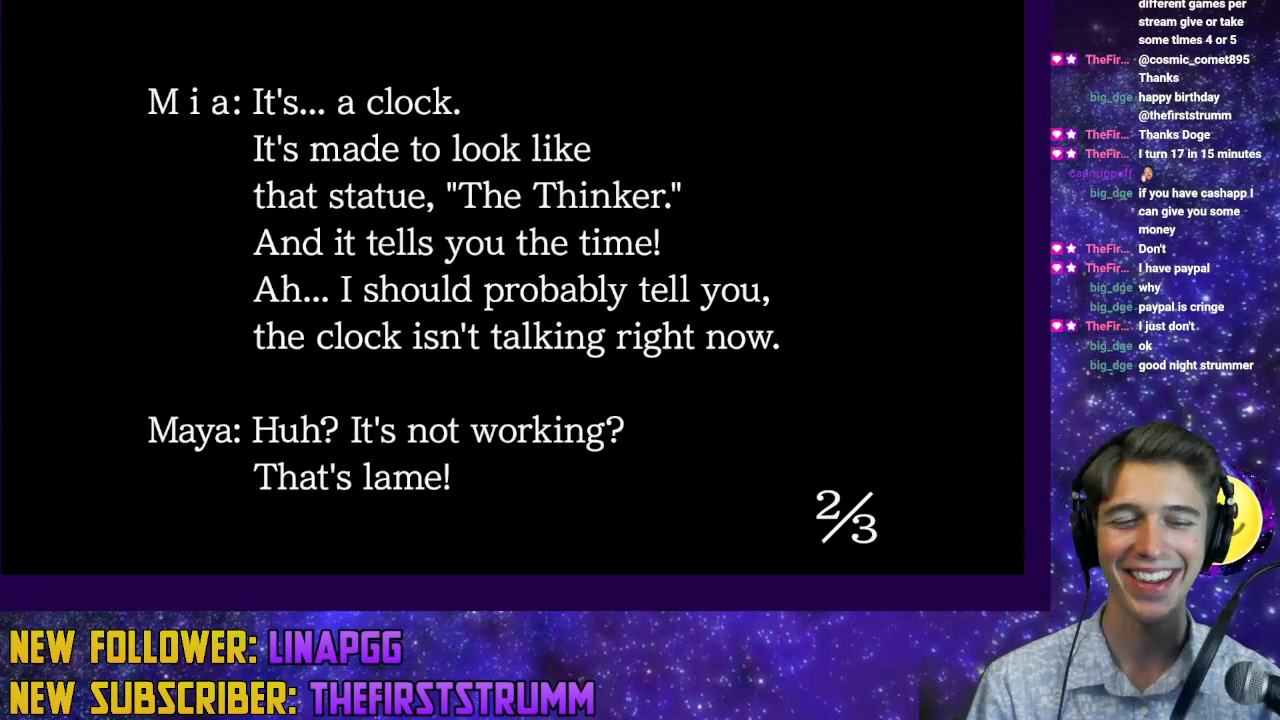 M i a: It's... a clock.
It's made to look like
that statue, "The Thinker."
And it tells you the time!
Ah... I should probably tell you,
the clock isn't talking right now.
Maya: Huh? It's not working?
That's lame!
2/3
different games per
stream give or take
some times 4 or 5
TheFir... @cosmic_comet895
Thanks
big_dge happy birthday
@thefirststrumm
TheFir... Thanks Doge
TheFir... I turn 17 in 15 minutes
big_dge if you have cashapp I
can give you some
money
TheFir... Don't
TheFir... I have paypal
big_dge why
big_dge paypal is cringe
TheFir... I just don't
big_dge ok
big_dge good night strummer
NEW FOLLOWER: LINAPGG
NEW SUBSCRIBER: THEFIRSTSTRUMM